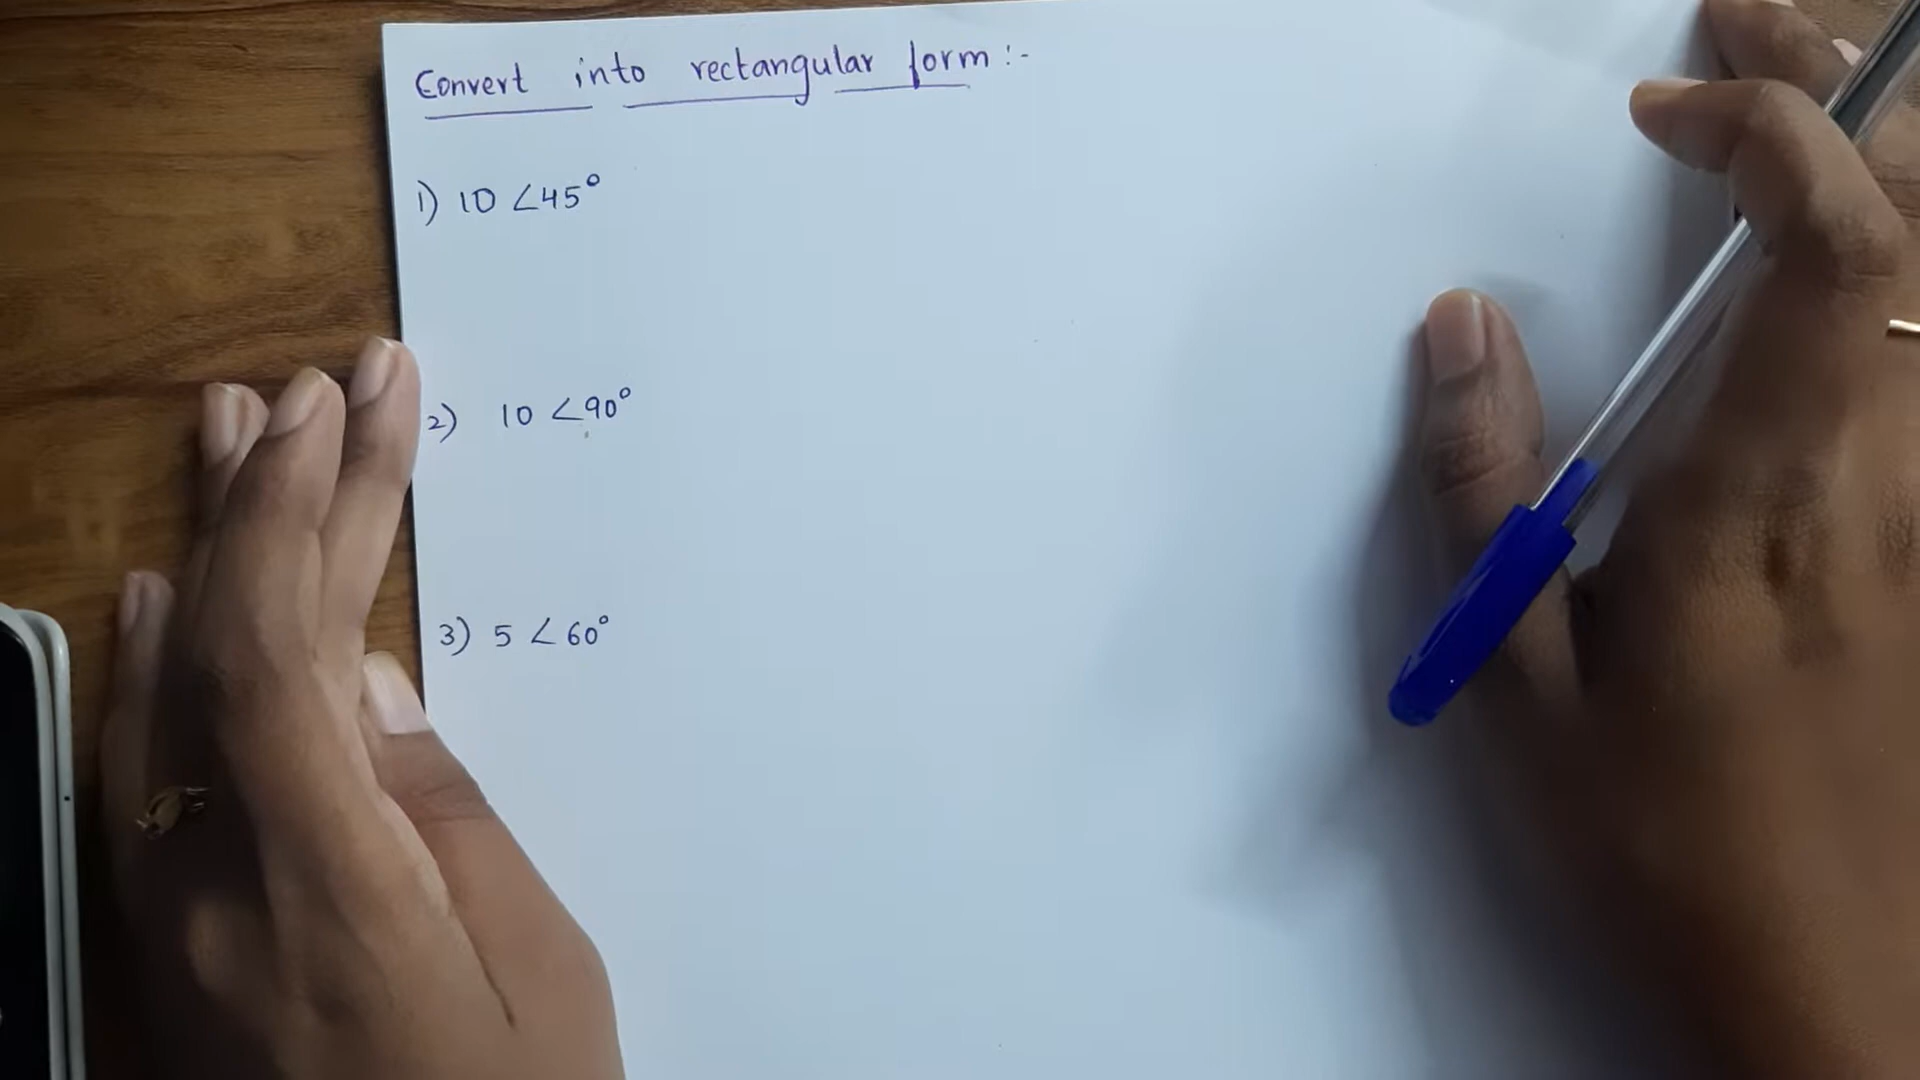 Convert into rectangular form :-
1) 10 ∠45°
2) 10 ∠90°
3) 5 ∠60°